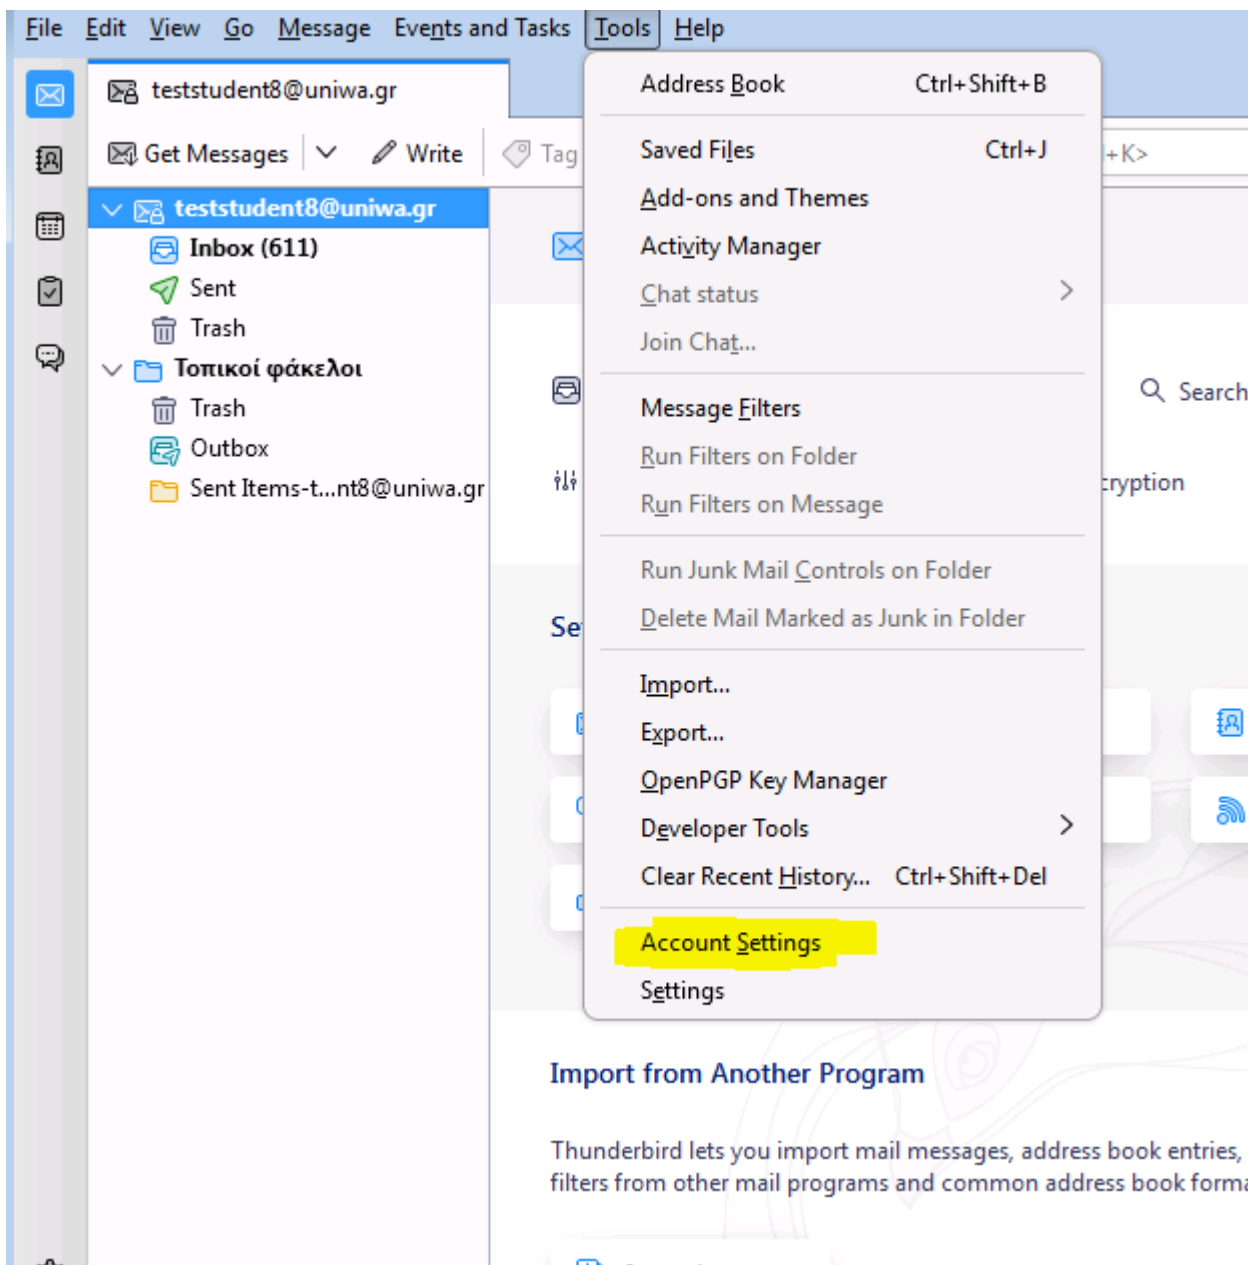 File Edit View Go Message Events and Tasks Tools Help
teststudent8@uniwa.gr
Get Messages Write Tag
+K>
teststudent8@uniwa.gr
Inbox (611)
Sent
Trash
Τοπικοί φάκελοι
Trash
Outbox
Sent Items-t...nt8@uniwa.gr
Address Book Ctrl+Shift+B
Saved Files Ctrl+J
Add-ons and Themes
Activity Manager
Chat status
Join Chat...
Message Filters
Run Filters on Folder
Run Filters on Message
Run Junk Mail Controls on Folder
Delete Mail Marked as Junk in Folder
Import...
Export...
OpenPGP Key Manager
Developer Tools
Clear Recent History... Ctrl+Shift+Del
Account Settings
Settings
Search
cryption
Se
Import from Another Program
Thunderbird lets you import mail messages, address book entries,
filters from other mail programs and common address book forma